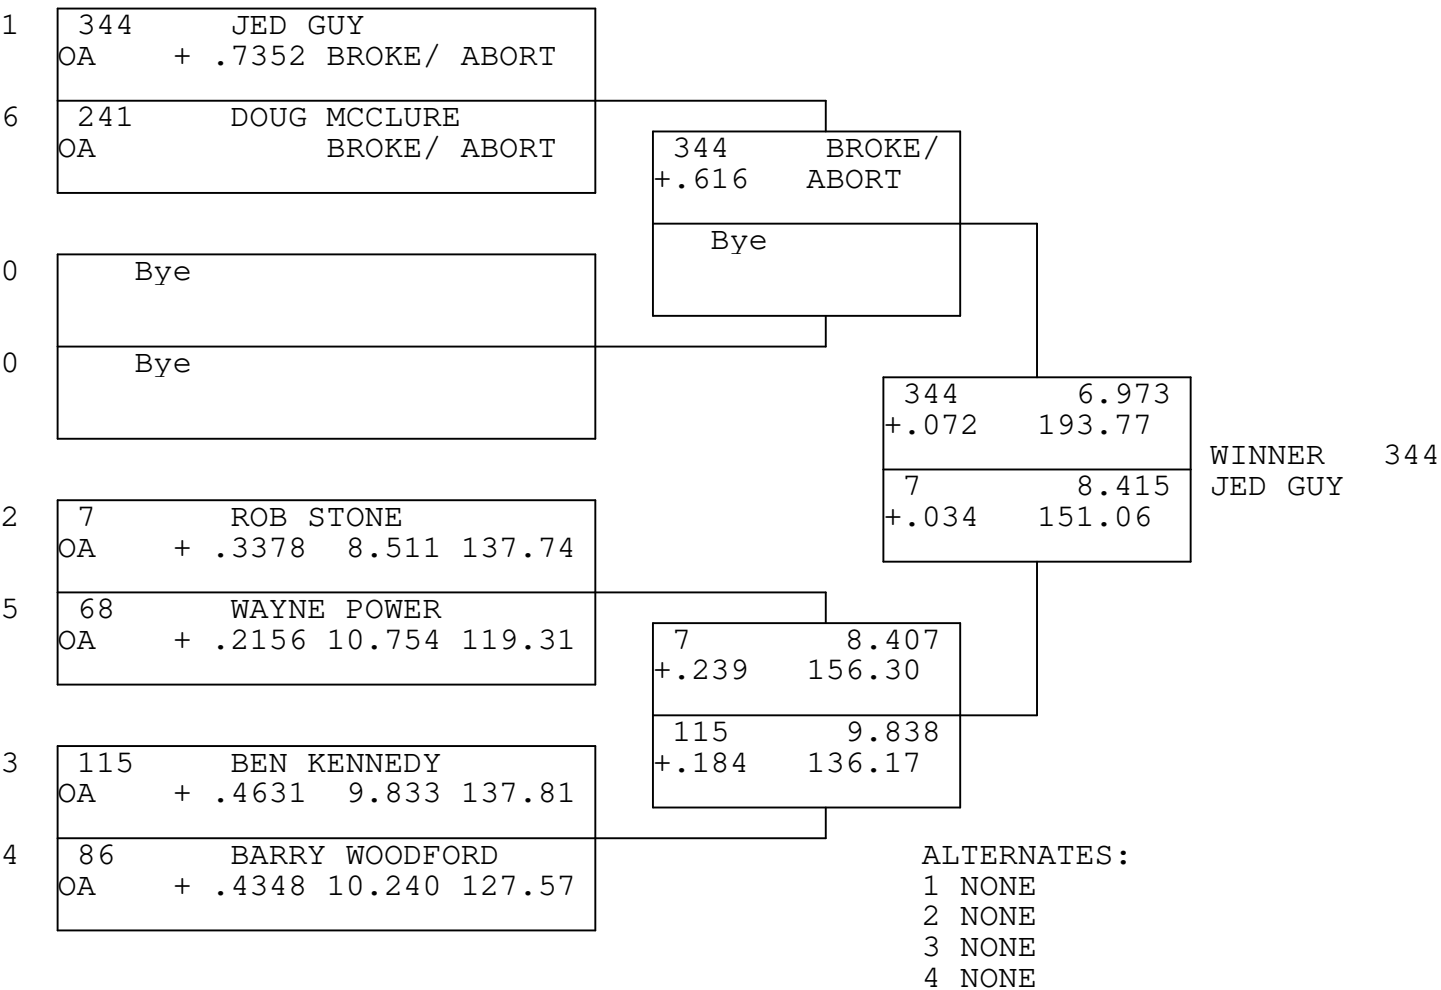 1 344 JED GUY
OA + .7352 BROKE/ ABORT
6 241 DOUG MCCLURE
OA BROKE/ ABORT
344 BROKE/
+.616 ABORT
Bye
0 Bye
0 Bye
344 6.973
+.072 193.77
WINNER 344
7 8.415
JED GUY
+.034 151.06
2 7 ROB STONE
OA + .3378 8.511 137.74
5 68 WAYNE POWER
OA + .2156 10.754 119.31
7 8.407
+.239 156.30
115 9.838
+.184 136.17
3 115 BEN KENNEDY
OA + .4631 9.833 137.81
4 86 BARRY WOODFORD
OA + .4348 10.240 127.57
ALTERNATES:
1 NONE
2 NONE
3 NONE
4 NONE